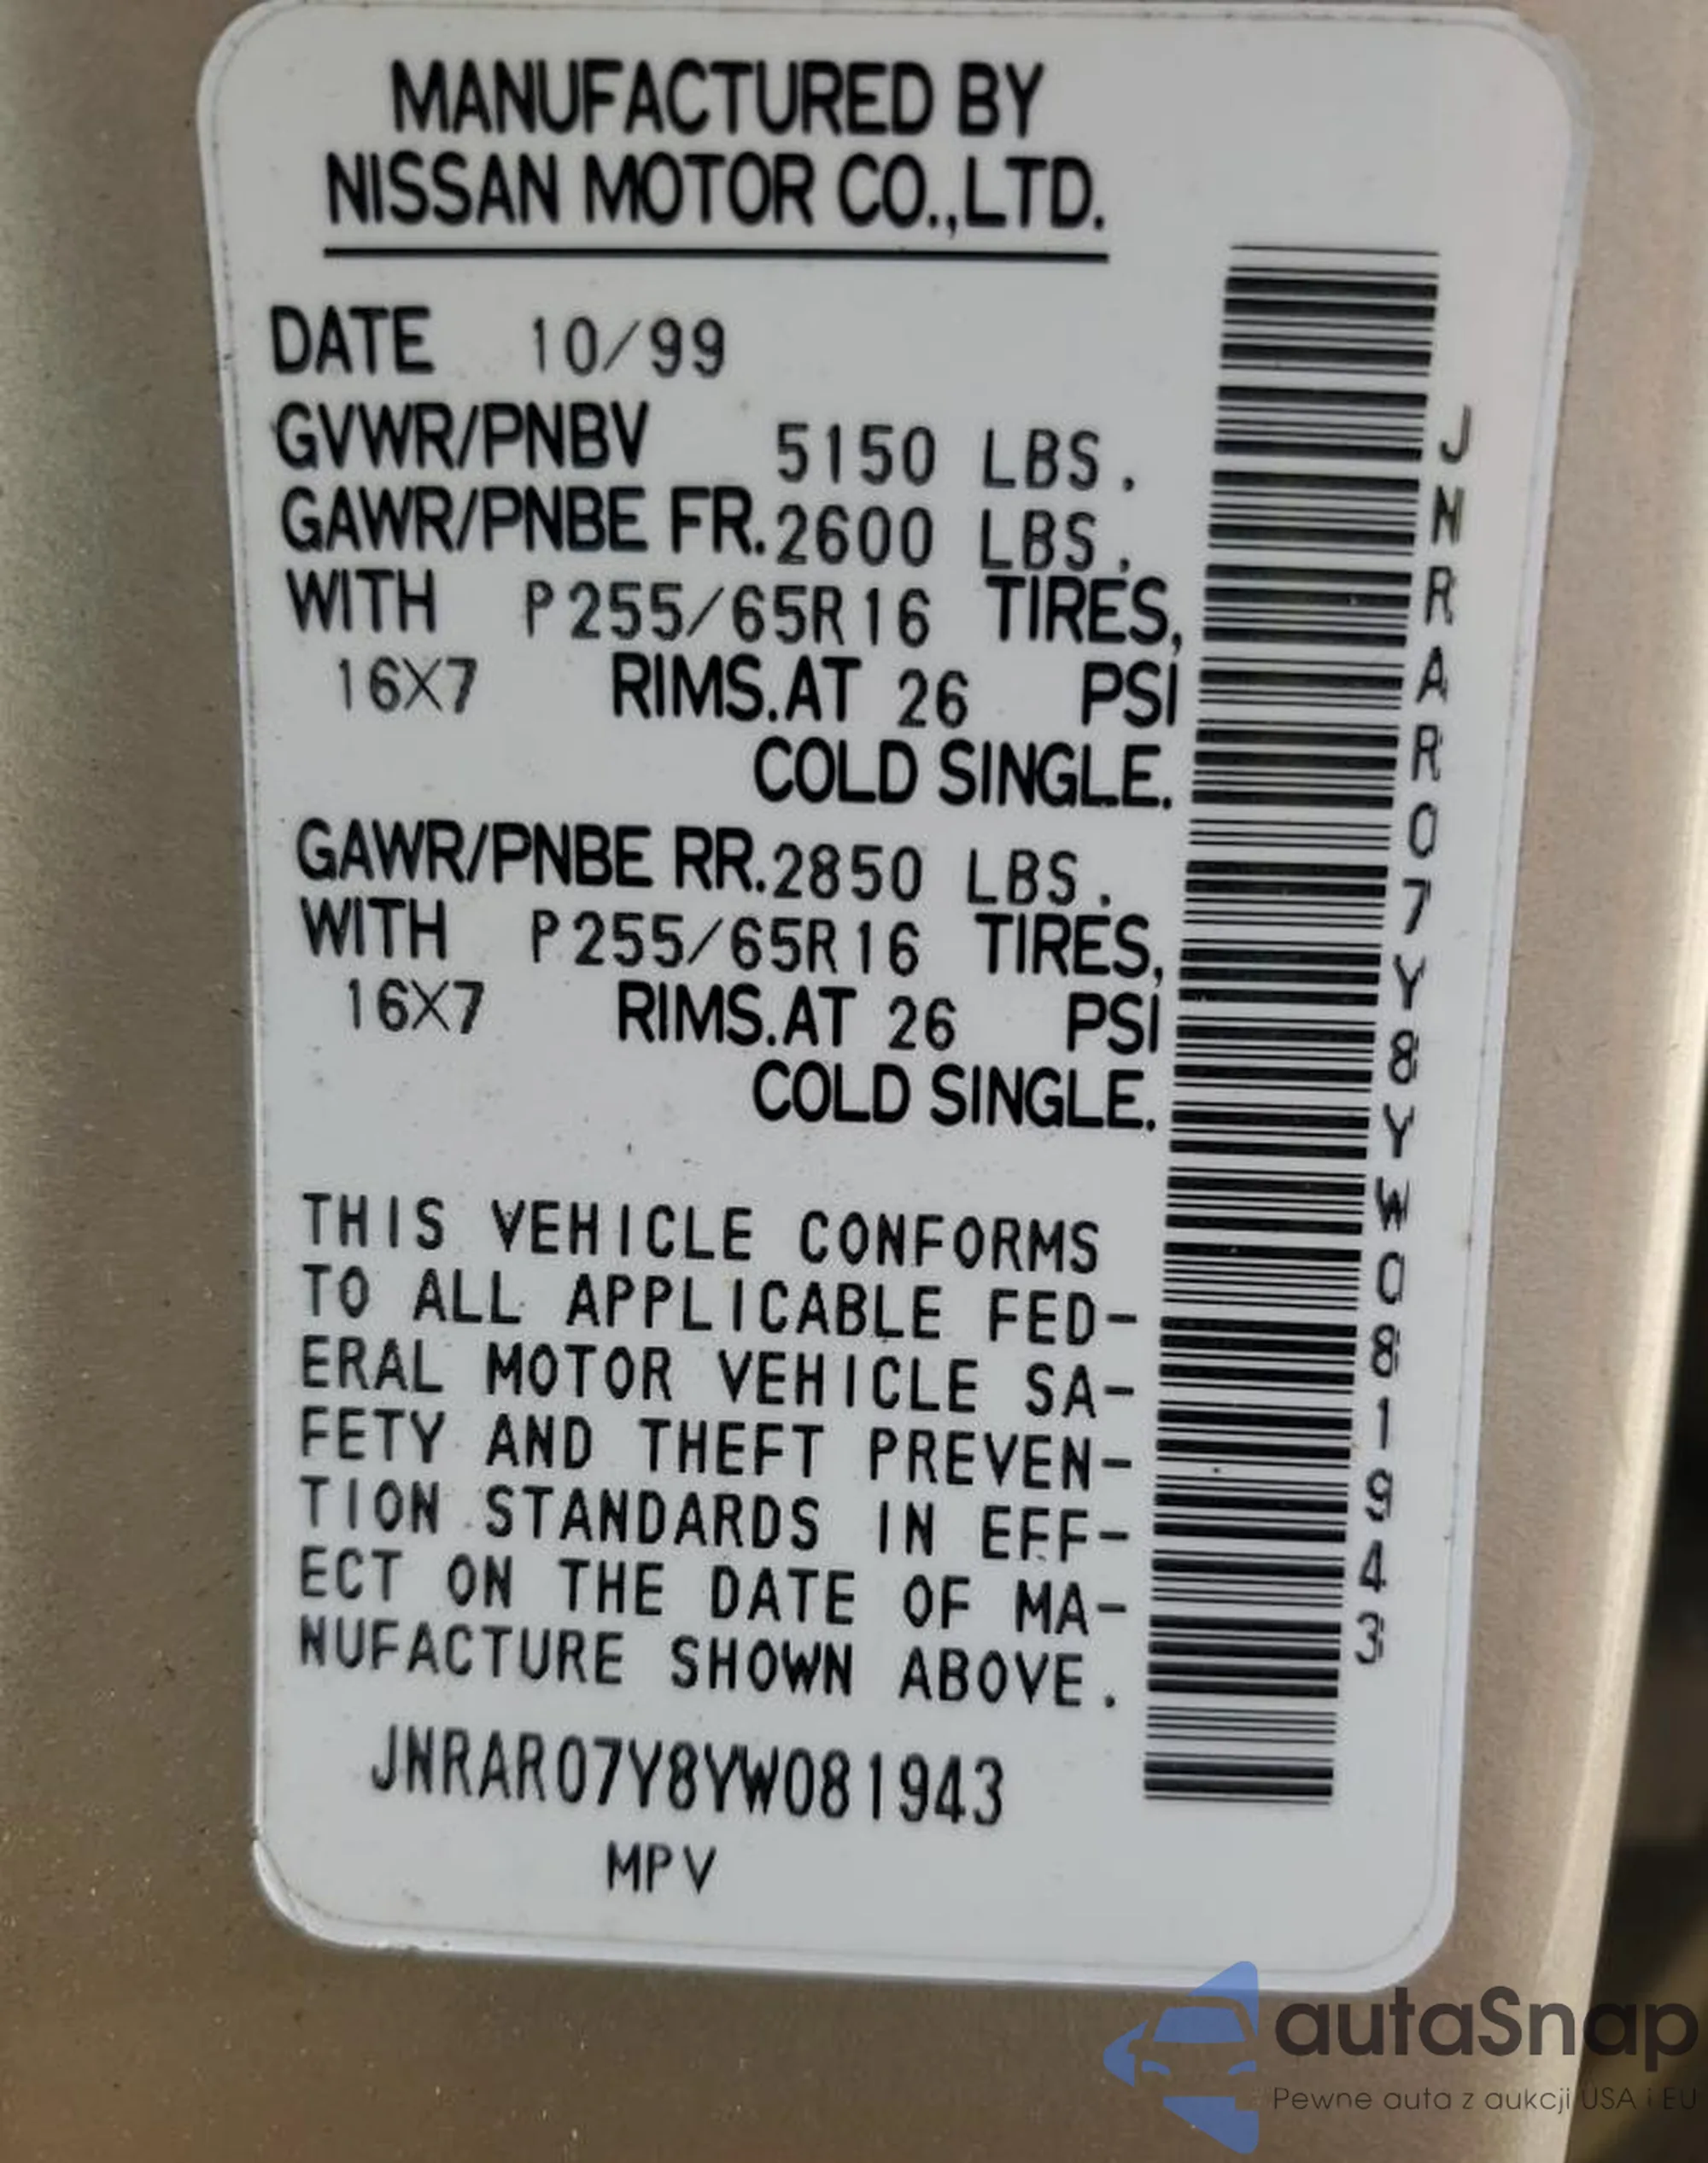 MANUFACTURED BY
NISSAN MOTOR CO.,LTD.
DATE 10/99
GVWR/PNBV 5150 LBS.
GAWR/PNBE FR. 2600 LBS.
WITH P255/65R16 TIRES,
16X7 RIMS.AT 26 PSI
COLD SINGLE.
GAWR/PNBE RR. 2850 LBS.
WITH P255/65R16 TIRES,
16X7 RIMS.AT 26 PSI
COLD SINGLE.
THIS VEHICLE CONFORMS
TO ALL APPLICABLE FED-
ERAL MOTOR VEHICLE SA-
FETY AND THEFT PREVEN-
TION STANDARDS IN EFF-
ECT ON THE DATE OF MA-
NUFACTURE SHOWN ABOVE.
JNRAR07Y8YW081943
MPV
JNRAR07Y8YW081943
autaSnap
Pewne auta z aukcji USA i EU